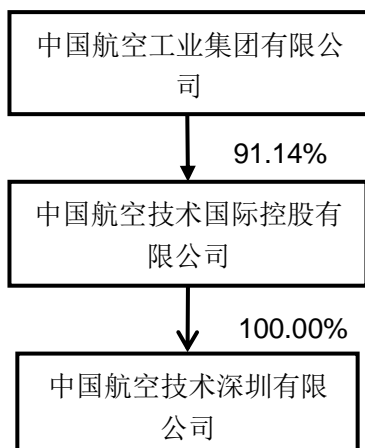 中国航空工业集团有限公
司
91.14%
中国航空技术国际控股有
限公司
100.00%
中国航空技术深圳有限
公司